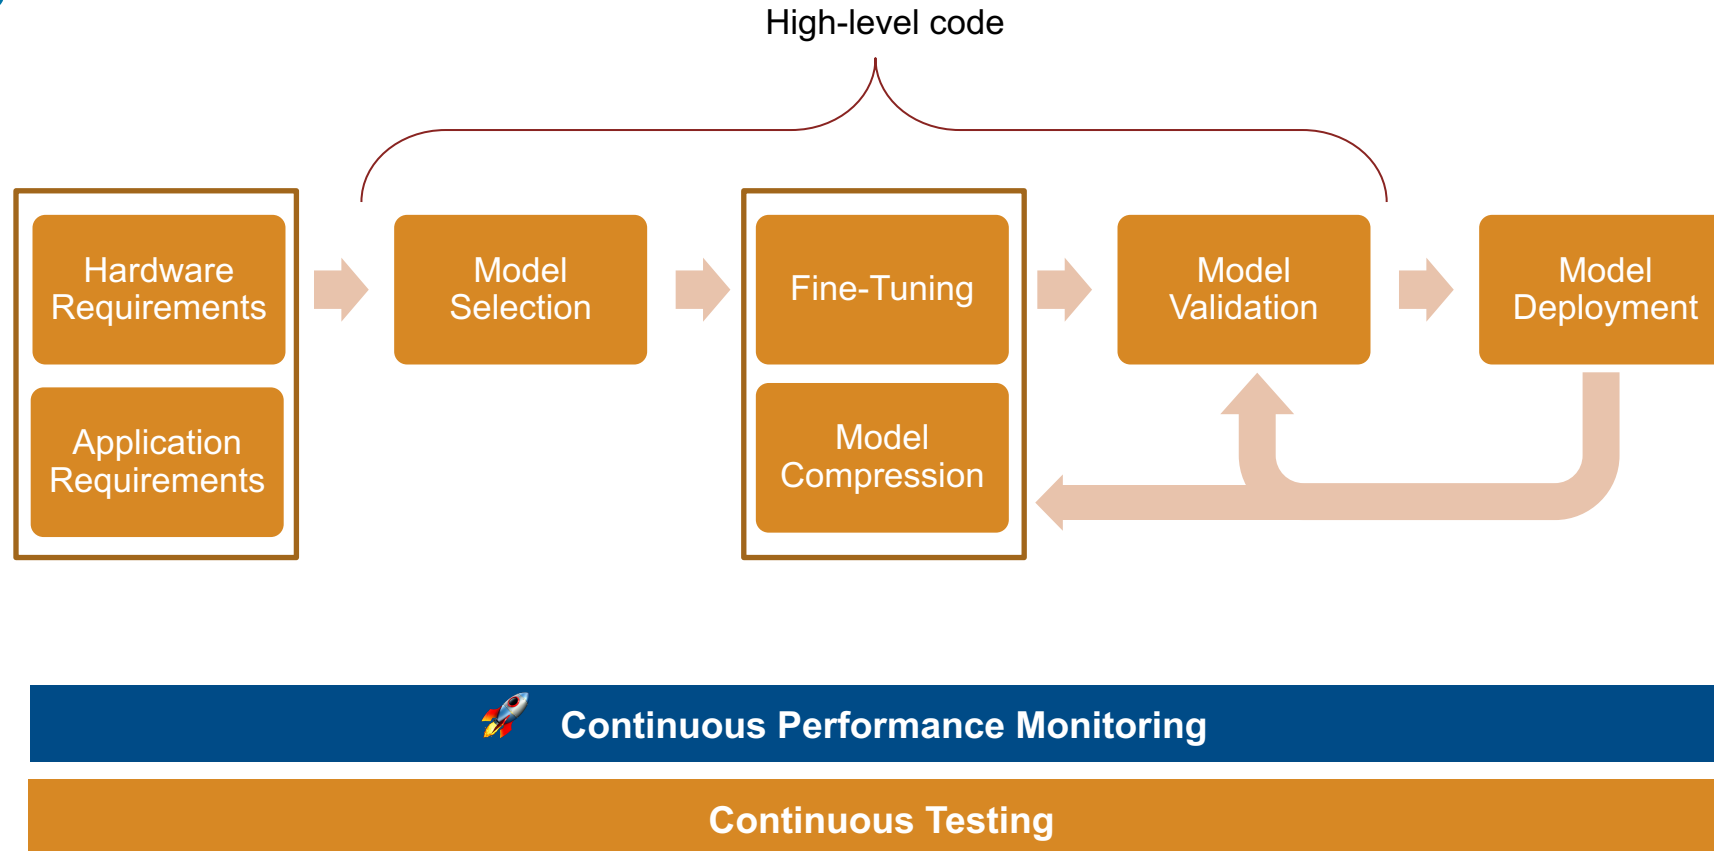 High-level code
Hardware
Requirements
Application
Requirements
Model
Selection
Fine-Tuning
Model
Compression
Model
Validation
Model
Deployment
Continuous Performance Monitoring
Continuous Testing